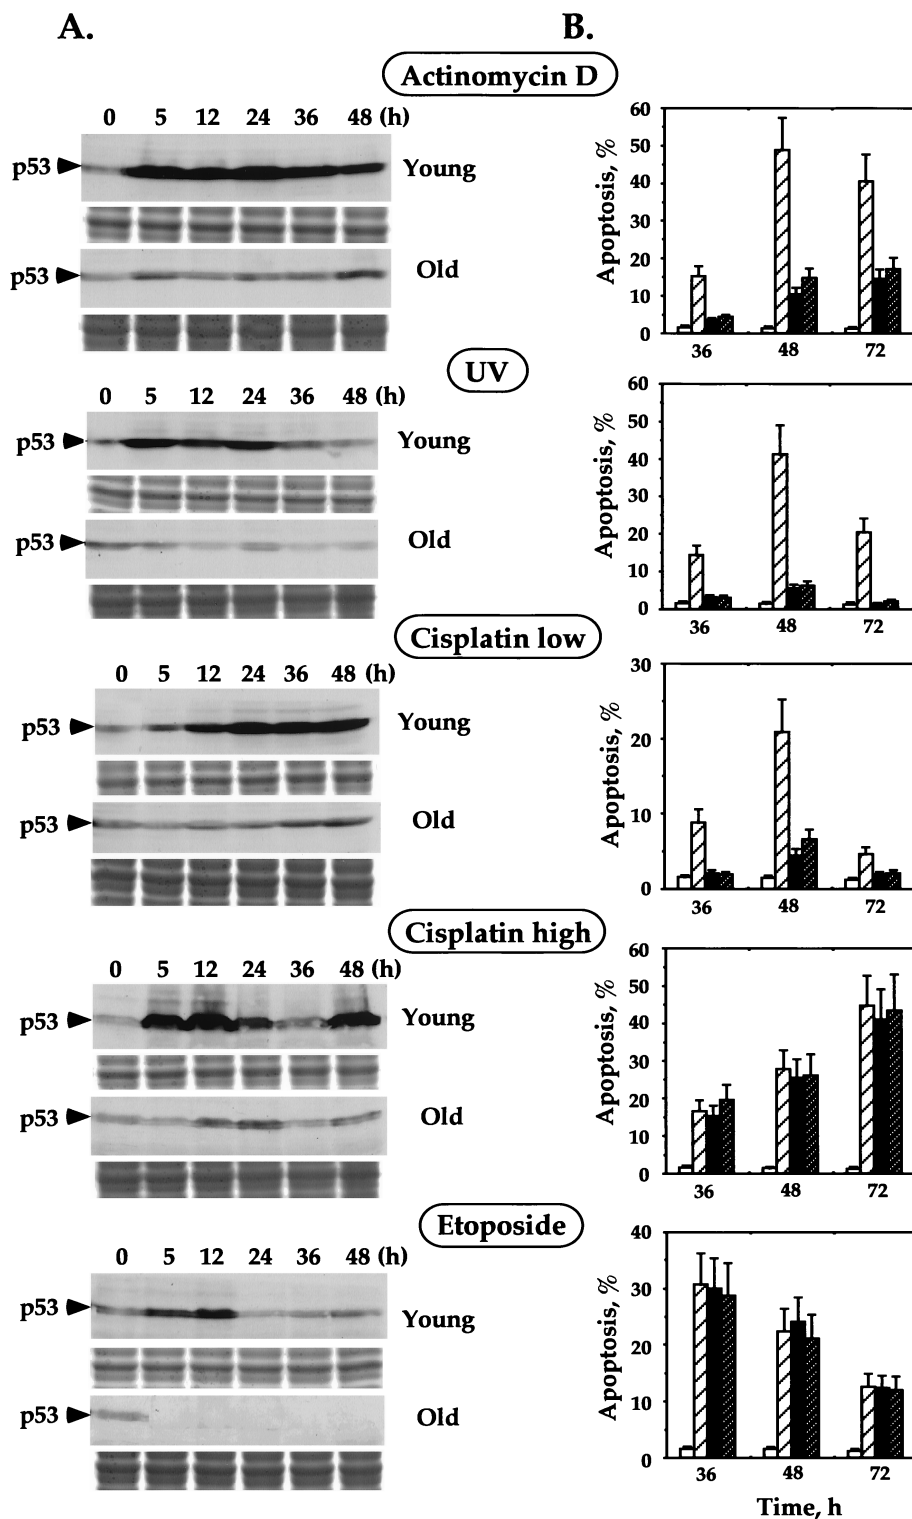 A.
B.
Actinomycin D
0 5 12 24 36 48 (h)
p53
Young
p53
Old
Apoptosis, %
60
50
40
30
20
10
0
36 48 72
UV
0 5 12 24 36 48 (h)
p53
Young
p53
Old
Apoptosis, %
60
50
40
30
20
10
0
36 48 72
Cisplatin low
0 5 12 24 36 48 (h)
p53
Young
p53
Old
Apoptosis, %
30
20
10
0
36 48 72
Cisplatin high
0 5 12 24 36 48 (h)
p53
Young
p53
Old
Apoptosis, %
60
50
40
30
20
10
0
36 48 72
Etoposide
0 5 12 24 36 48 (h)
p53
Young
p53
Old
Apoptosis, %
40
30
20
10
0
36 48 72
Time, h